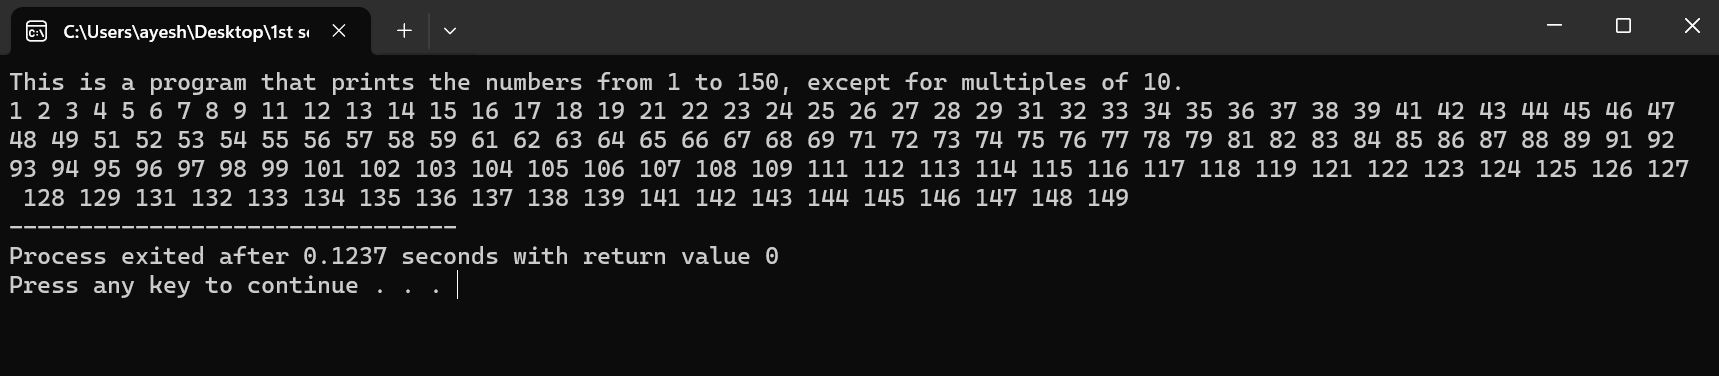 C:\Users\ayesh\Desktop\1st
This is a program that prints the numbers from 1 to 150, except for multiples of 10.
1 2 3 4 5 6 7 8 9 11 12 13 14 15 16 17 18 19 21 22 23 24 25 26 27 28 29 31 32 33 34 35 36 37 38 39 41 42 43 44 45 46 47
48 49 51 52 53 54 55 56 57 58 59 61 62 63 64 65 66 67 68 69 71 72 73 74 75 76 77 78 79 81 82 83 84 85 86 87 88 89 91 92
93 94 95 96 97 98 99 101 102 103 104 105 106 107 108 109 111 112 113 114 115 116 117 118 119 121 122 123 124 125 126 127
128 129 131 132 133 134 135 136 137 138 139 141 142 143 144 145 146 147 148 149
--------------------------------
Process exited after 0.1237 seconds with return value 0
Press any key to continue . . .